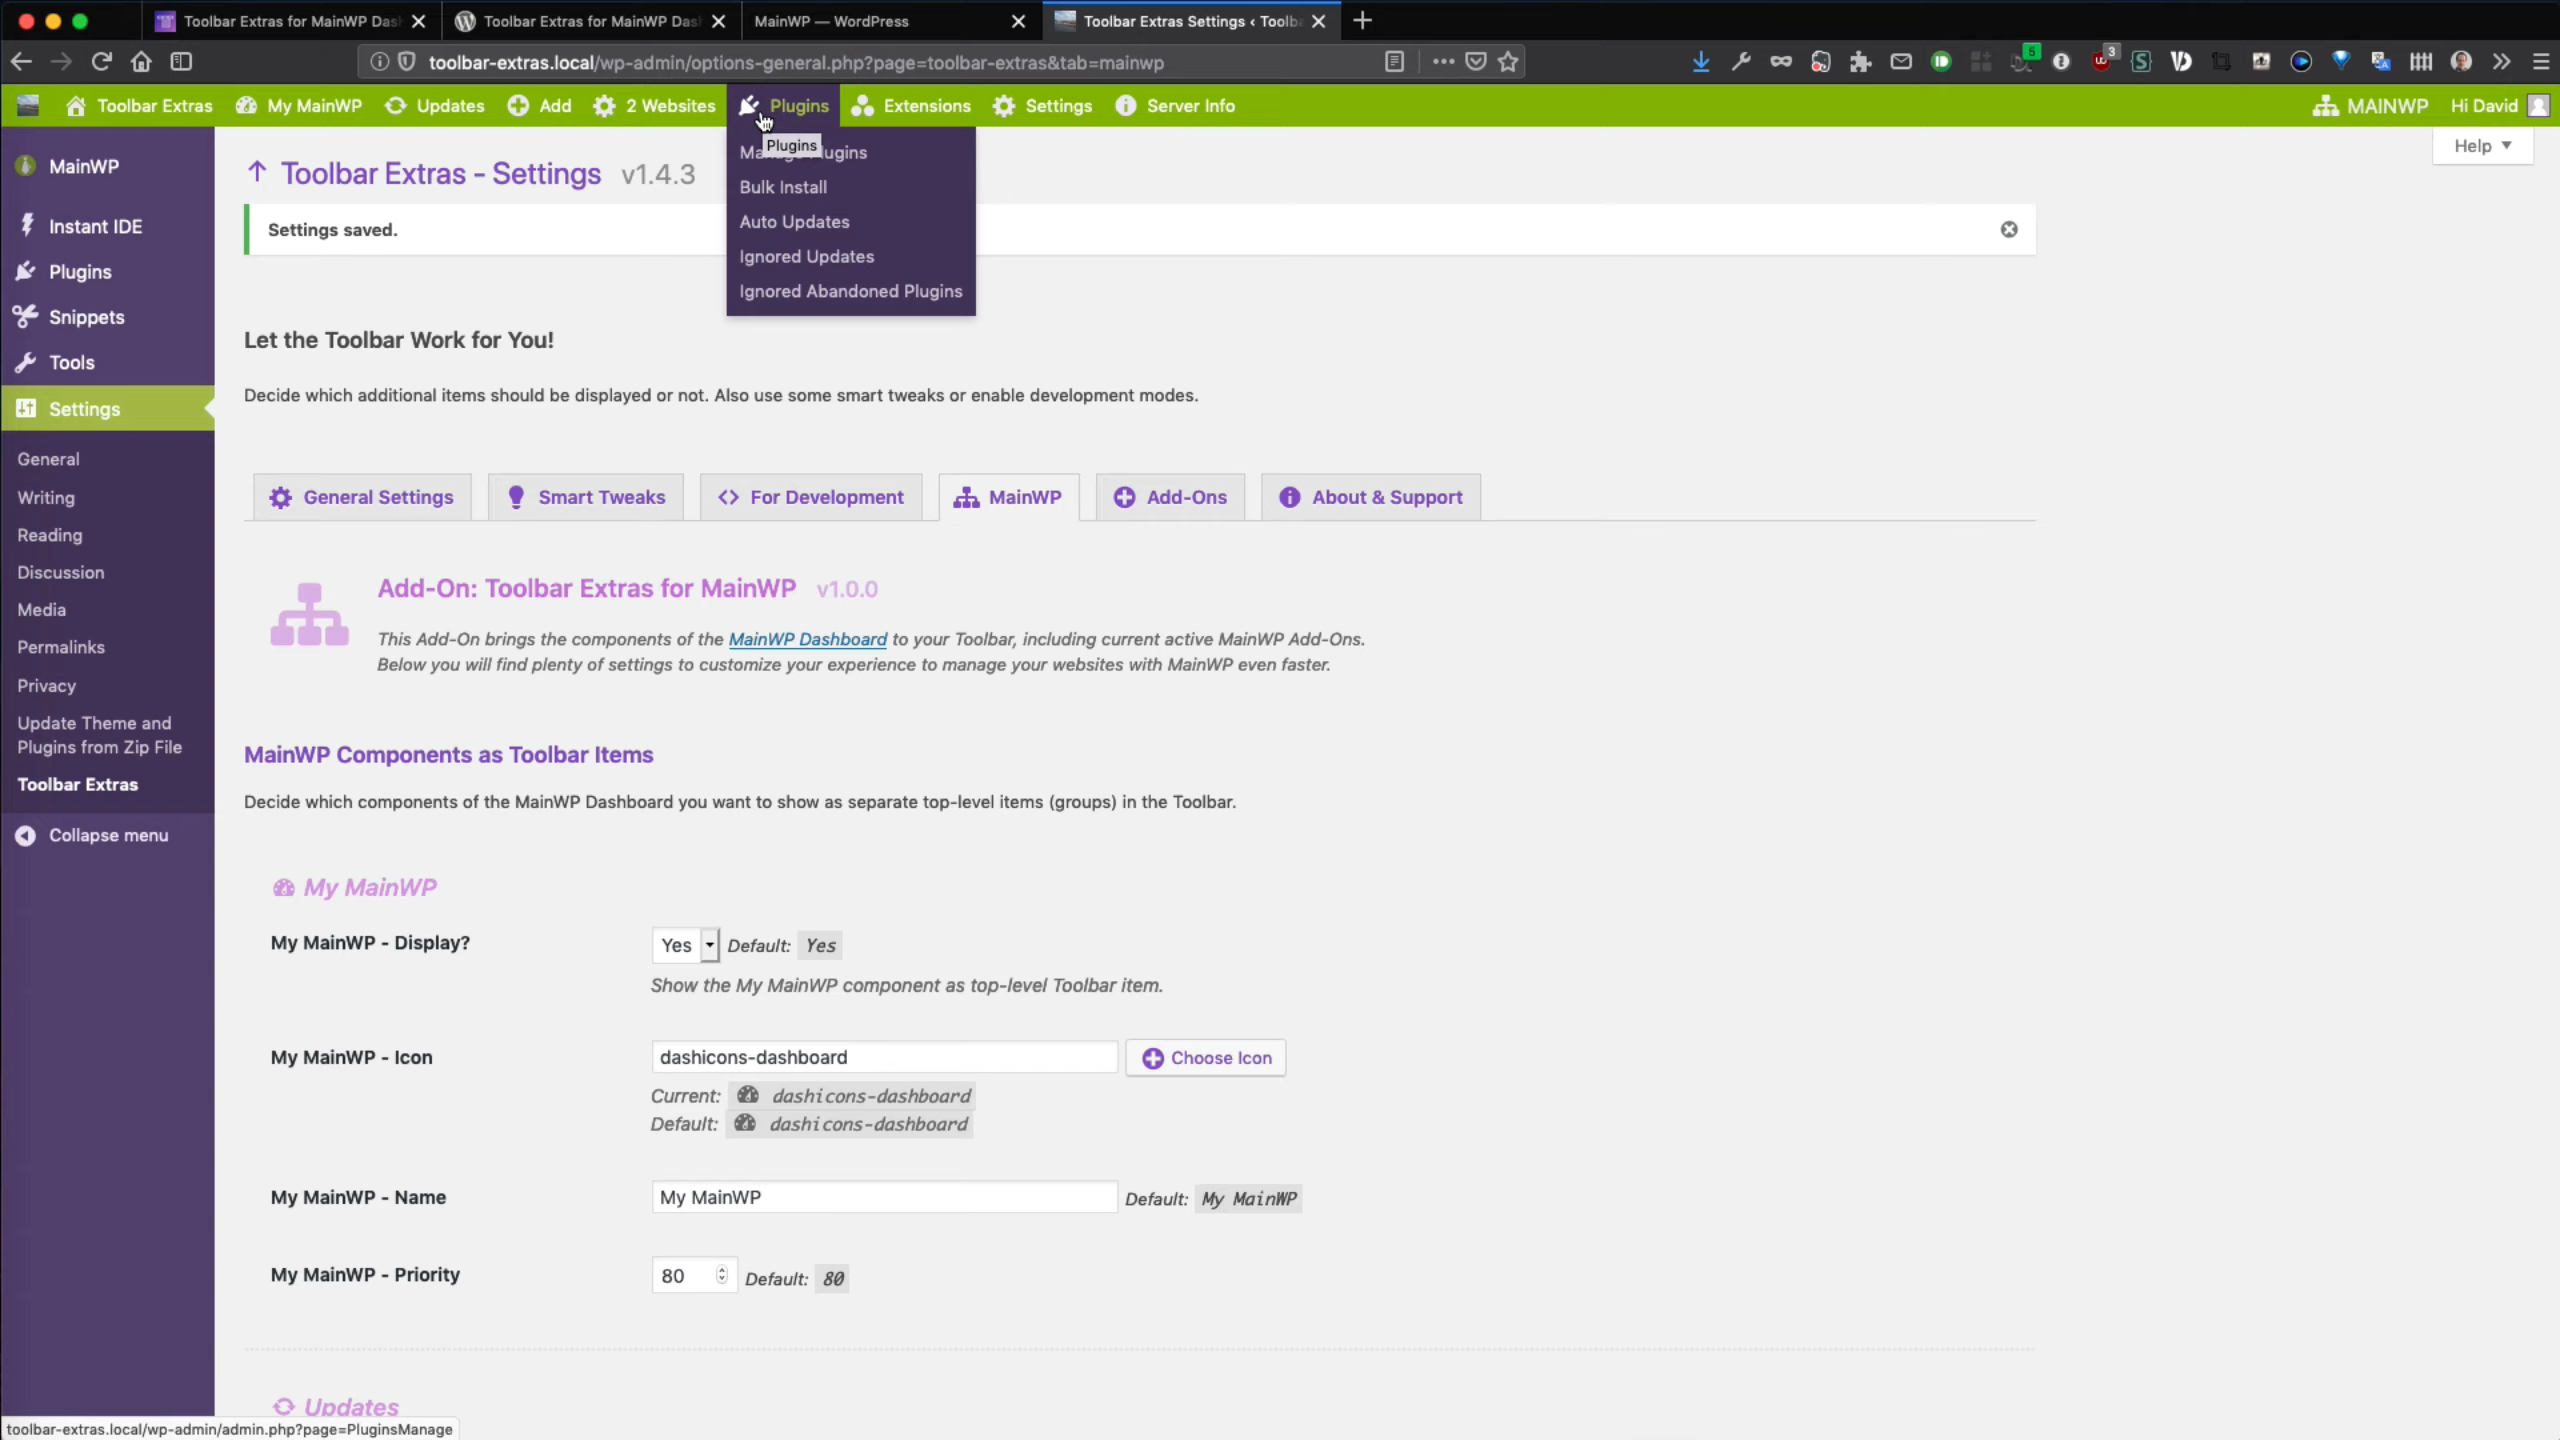 Toolbar Extras for MainWP Das
Toolbar Extras for MainWP Das
MainWP — WordPress
Toolbar Extras Settings ‹ Toolb
toolbar-extras.local/wp-admin/options-general.php?page=toolbar-extras&tab=mainwp
5
3
Toolbar Extras
My MainWP
Updates
Add
2 Websites
Plugins
Extensions
Settings
Server Info
MAINWP
Hi David
Plugins
Bulk Install
Auto Updates
Ignored Updates
Ignored Abandoned Plugins
Help
MainWP
Instant IDE
Plugins
Snippets
Tools
Settings
General
Writing
Reading
Discussion
Media
Permalinks
Privacy
Update Theme and
Plugins from Zip File
Toolbar Extras
Collapse menu
Toolbar Extras - Settings v1.4.3
Settings saved.
Let the Toolbar Work for You!
Decide which additional items should be displayed or not. Also use some smart tweaks or enable development modes.
General Settings
Smart Tweaks
For Development
MainWP
Add-Ons
About & Support
Add-On: Toolbar Extras for MainWP v1.0.0
This Add-On brings the components of the MainWP Dashboard to your Toolbar, including current active MainWP Add-Ons.
Below you will find plenty of settings to customize your experience to manage your websites with MainWP even faster.
MainWP Components as Toolbar Items
Decide which components of the MainWP Dashboard you want to show as separate top-level items (groups) in the Toolbar.
My MainWP
My MainWP - Display?
Yes Default: Yes
Show the My MainWP component as top-level Toolbar item.
My MainWP - Icon
dashicons-dashboard
Choose Icon
Current: dashicons-dashboard
Default: dashicons-dashboard
My MainWP - Name
My MainWP
Default: My MainWP
My MainWP - Priority
80 Default: 80
Updates
toolbar-extras.local/wp-admin/admin.php?page=PluginsManage